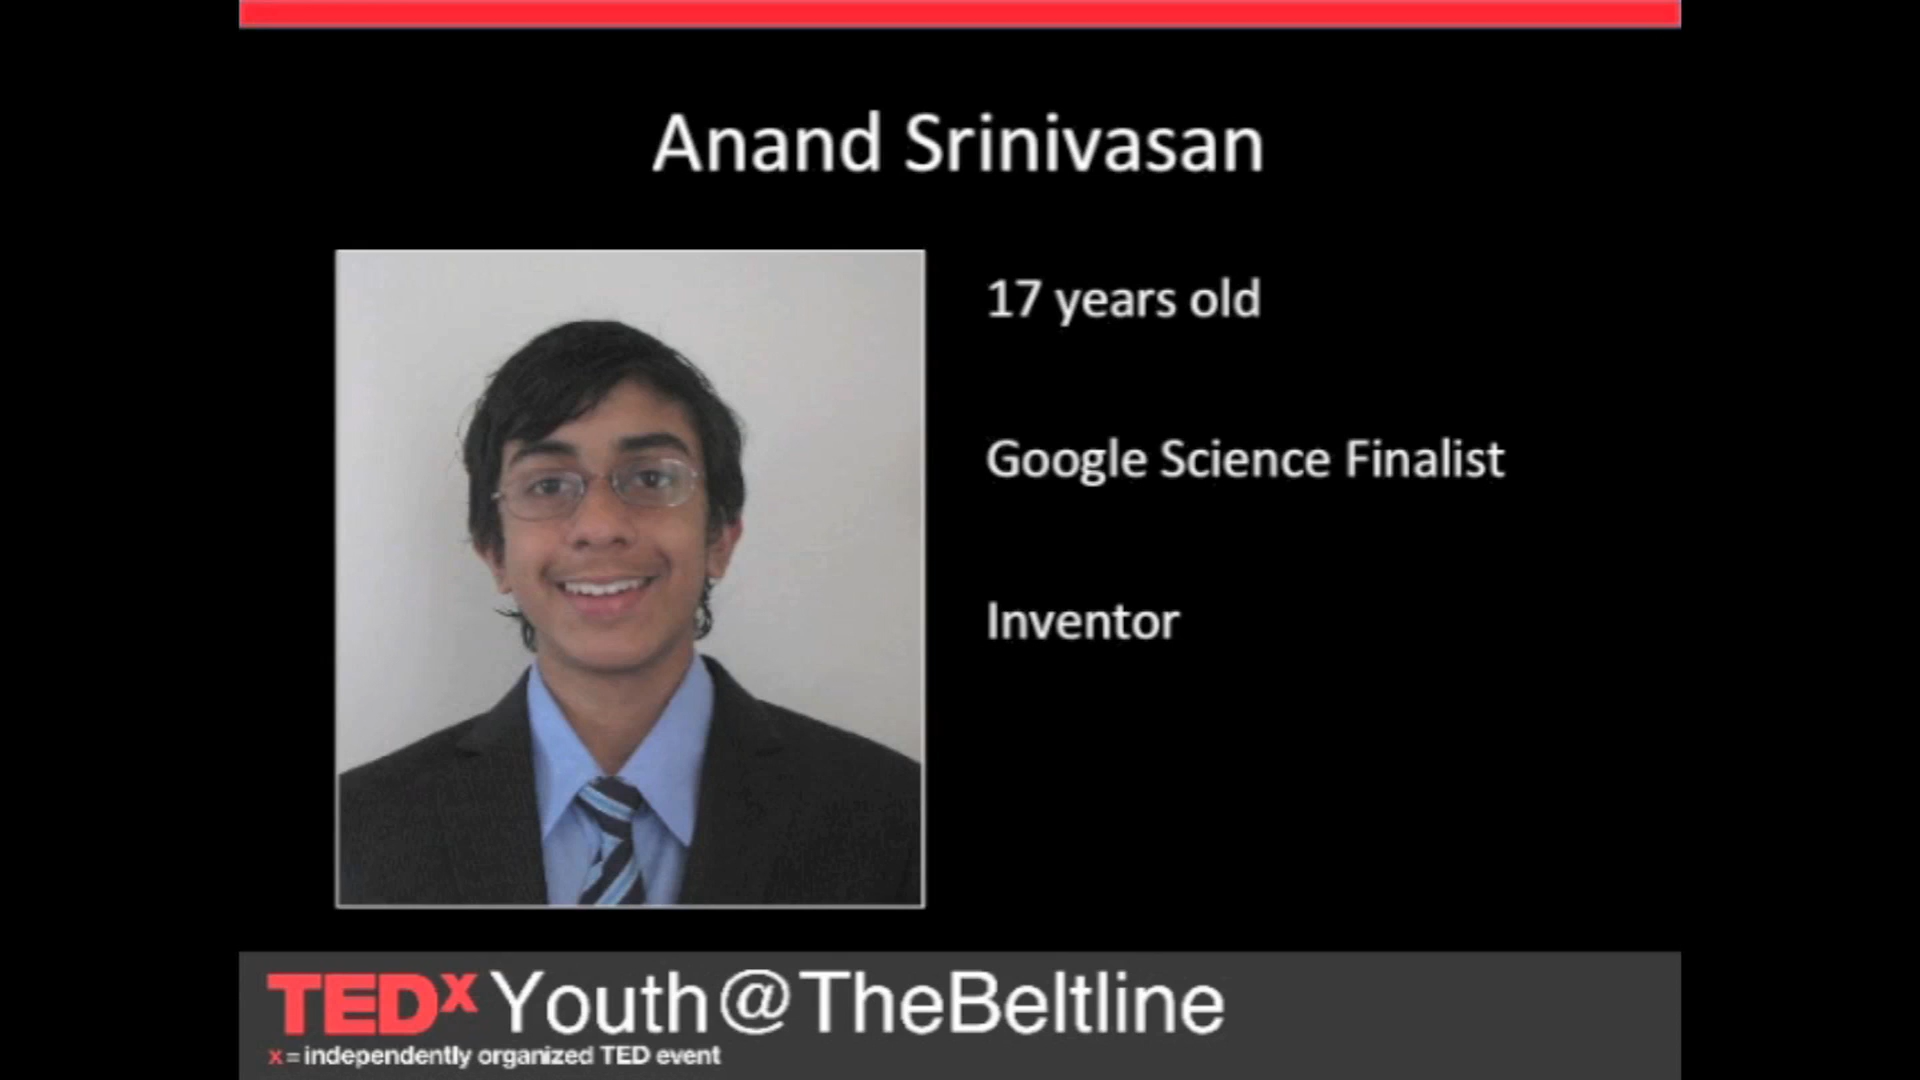 Anand Srinivasan
17 years old
Google Science Finalist
Inventor
TEDx Youth@TheBeltline
x = independently organized TED event